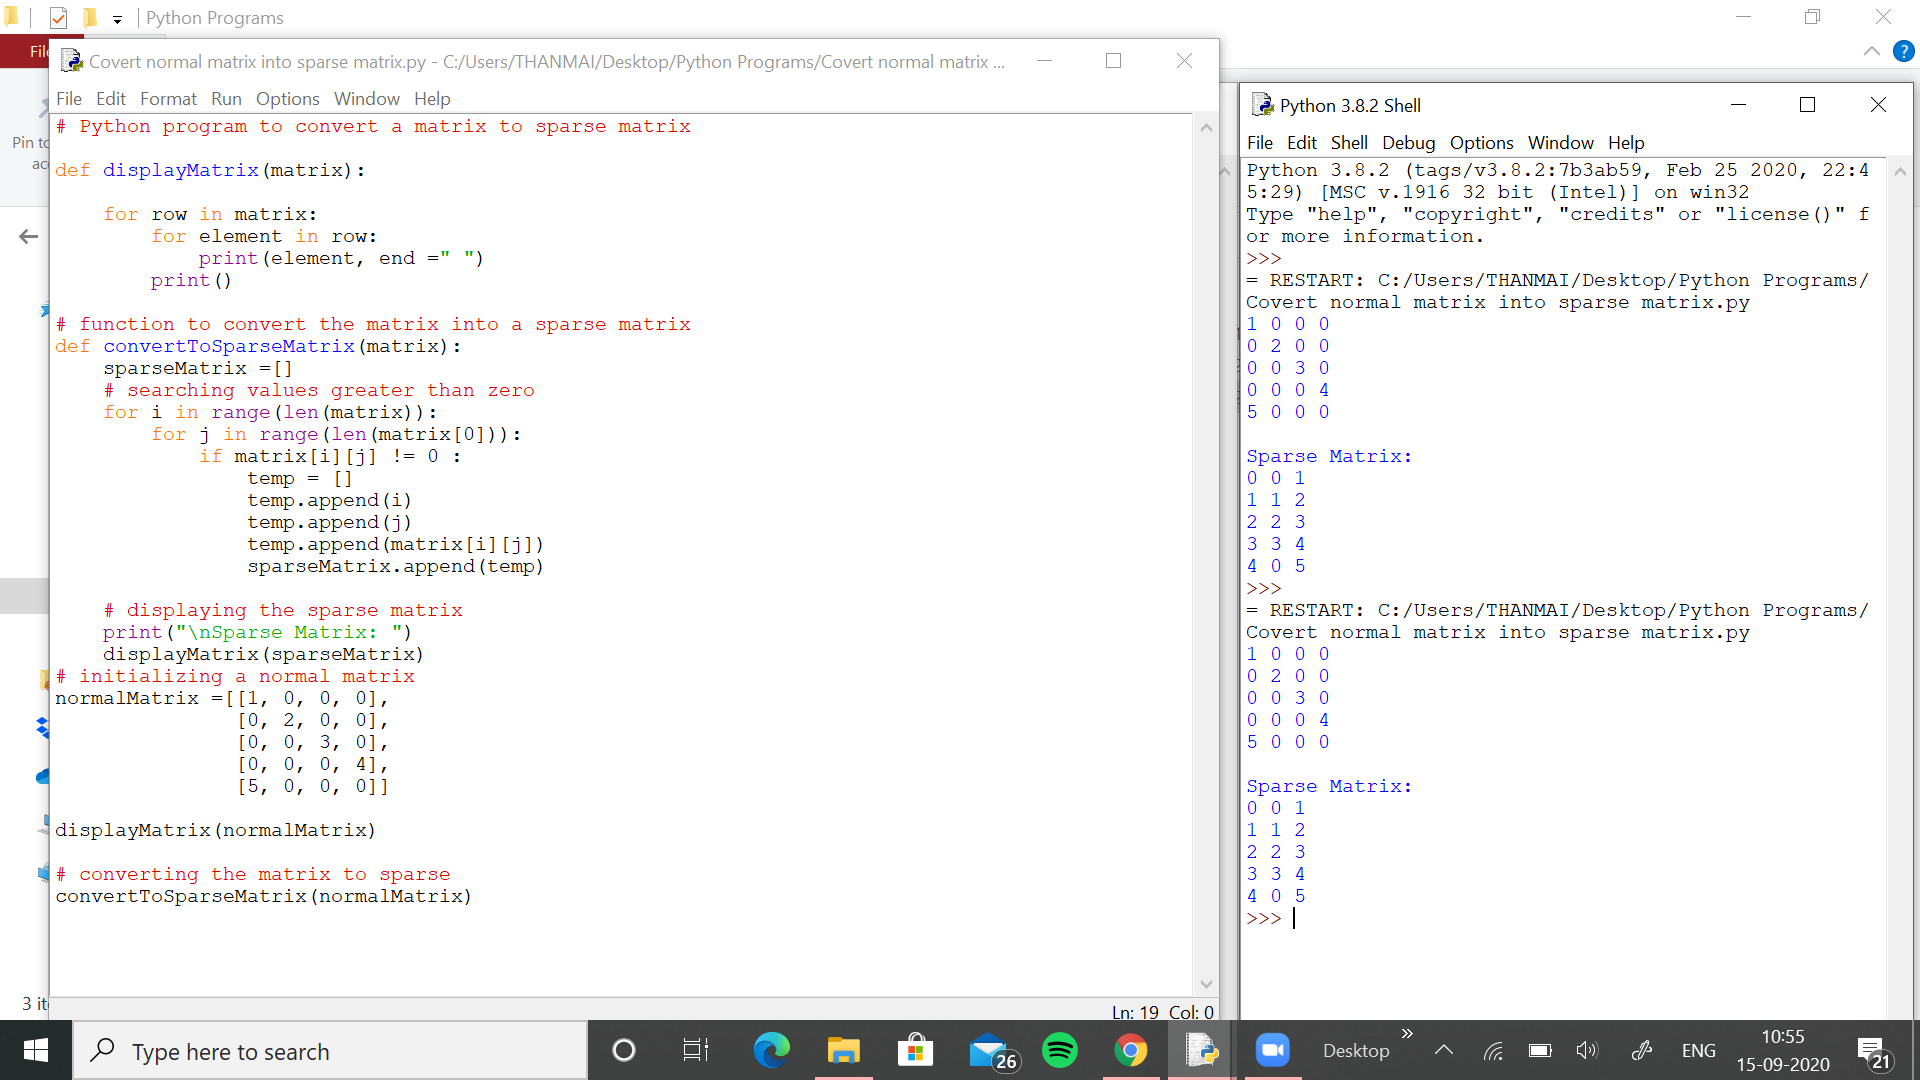 Python Programs
File
Pin to
3 it
Covert normal matrix into sparse matrix.py - C:/Users/THANMAI/Desktop/Python Programs/Covert normal matrix ...
File Edit Format Run Options Window Help
# Python program to convert a matrix to sparse matrix
def displayMatrix(matrix):
for row in matrix:
for element in row:
print(element, end =" ")
print()
# function to convert the matrix into a sparse matrix
def convertToSparseMatrix(matrix):
sparseMatrix =[]
# searching values greater than zero
for i in range(len(matrix)):
for j in range(len(matrix[0])):
if matrix[i][j] != 0 :
temp = []
temp.append(i)
temp.append(j)
temp.append(matrix[i][j])
sparseMatrix.append(temp)
# displaying the sparse matrix
print("\nSparse Matrix: ")
displayMatrix(sparseMatrix)
# initializing a normal matrix
normalMatrix =[[1, 0, 0, 0],
[0, 2, 0, 0],
[0, 0, 3, 0],
[0, 0, 0, 4],
[5, 0, 0, 0]]
displayMatrix(normalMatrix)
# converting the matrix to sparse
convertToSparseMatrix(normalMatrix)
Ln: 19 Col: 0
Python 3.8.2 Shell
File Edit Shell Debug Options Window Help
Python 3.8.2 (tags/v3.8.2:7b3ab59, Feb 25 2020, 22:4
5:29) [MSC v.1916 32 bit (Intel)] on win32
Type "help", "copyright", "credits" or "license()" f
or more information.
>>>
= RESTART: C:/Users/THANMAI/Desktop/Python Programs/
Covert normal matrix into sparse matrix.py
1 0 0 0
0 2 0 0
0 0 3 0
0 0 0 4
5 0 0 0
Sparse Matrix:
0 0 1
1 1 2
2 2 3
3 3 4
4 0 5
>>>
= RESTART: C:/Users/THANMAI/Desktop/Python Programs/
Covert normal matrix into sparse matrix.py
1 0 0 0
0 2 0 0
0 0 3 0
0 0 0 4
5 0 0 0
Sparse Matrix:
0 0 1
1 1 2
2 2 3
3 3 4
4 0 5
>>>
Type here to search
26
Desktop
ENG
10:55
15-09-2020
21